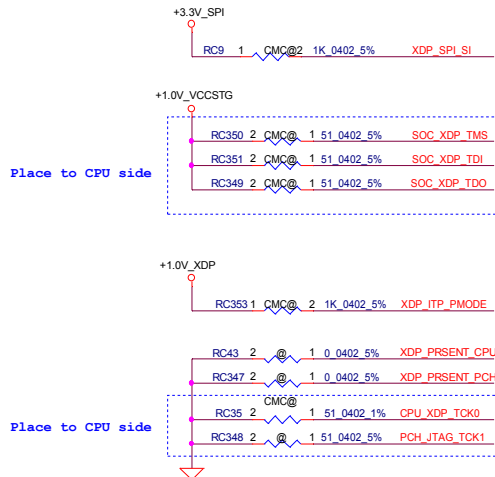 +3.3V_SPI
RC9 1 CMC@ 2 1K_0402_5% XDP_SPI_SI
+1.0V_VCCSTG
RC350 2 CMC@ 1 51_0402_5% SOC_XDP_TMS
RC351 2 CMC@ 1 51_0402_5% SOC_XDP_TDI
Place to CPU side
RC349 2 CMC@ 1 51_0402_5% SOC_XDP_TDO
+1.0V_XDP
RC353 1 CMC@ 2 1K_0402_5% XDP_ITP_PMODE
RC43 2 @ 1 0_0402_5% XDP_PRSENT_CPU
RC347 2 @ 1 0_0402_5% XDP_PRSENT_PCH
CMC@
RC35 2 1 51_0402_1% CPU_XDP_TCK0
Place to CPU side
RC348 2 @ 1 51_0402_5% PCH_JTAG_TCK1